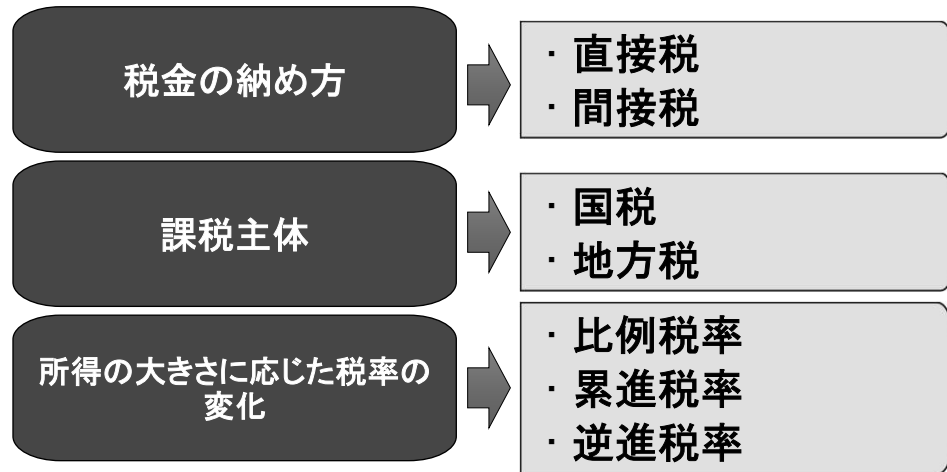 税金の納め方
・直接税
・間接税
課税主体
・国税
・地方税
所得の大きさに応じた税率の
変化
・比例税率
・累進税率
・逆進税率